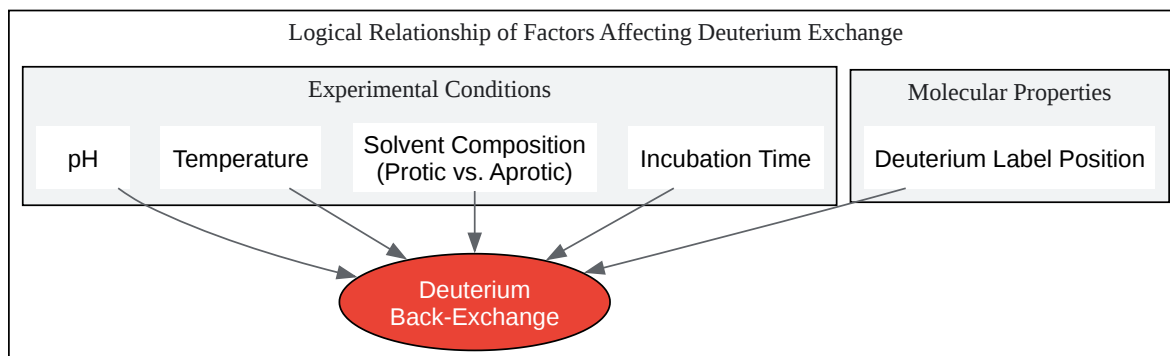 Logical Relationship of Factors Affecting Deuterium Exchange
Experimental Conditions
Molecular Properties
pH
Temperature
Solvent Composition
(Protic vs. Aprotic)
Incubation Time
Deuterium Label Position
Deuterium
Back-Exchange